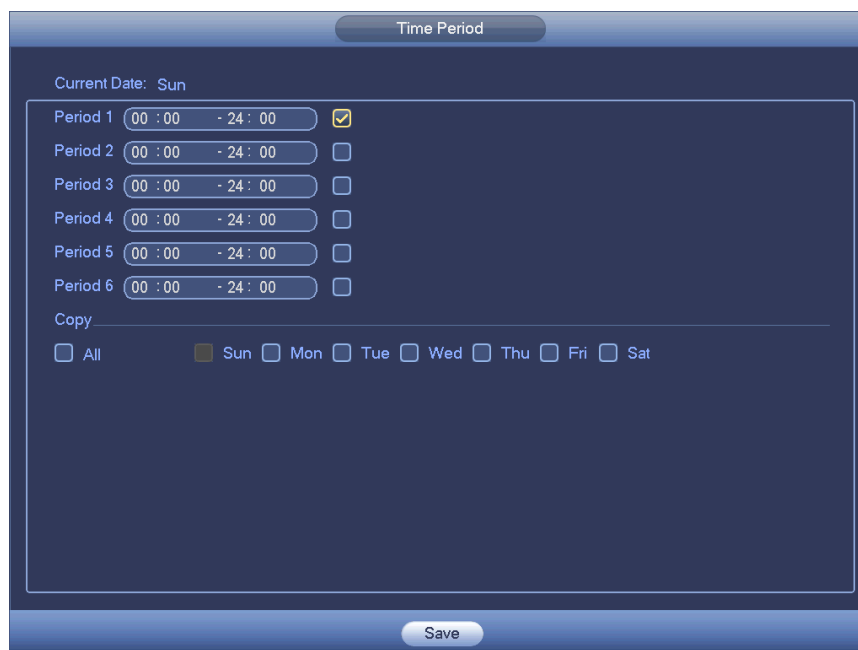 Time Period
Current Date: Sun
Period 1 00 :00 - 24 : 00
Period 2 00 :00 - 24 : 00
Period 3 00 :00 - 24 : 00
Period 4 00 :00 - 24 : 00
Period 5 00 :00 - 24 : 00
Period 6 00 :00 - 24 : 00
Copy
All Sun Mon Tue Wed Thu Fri Sat
Save